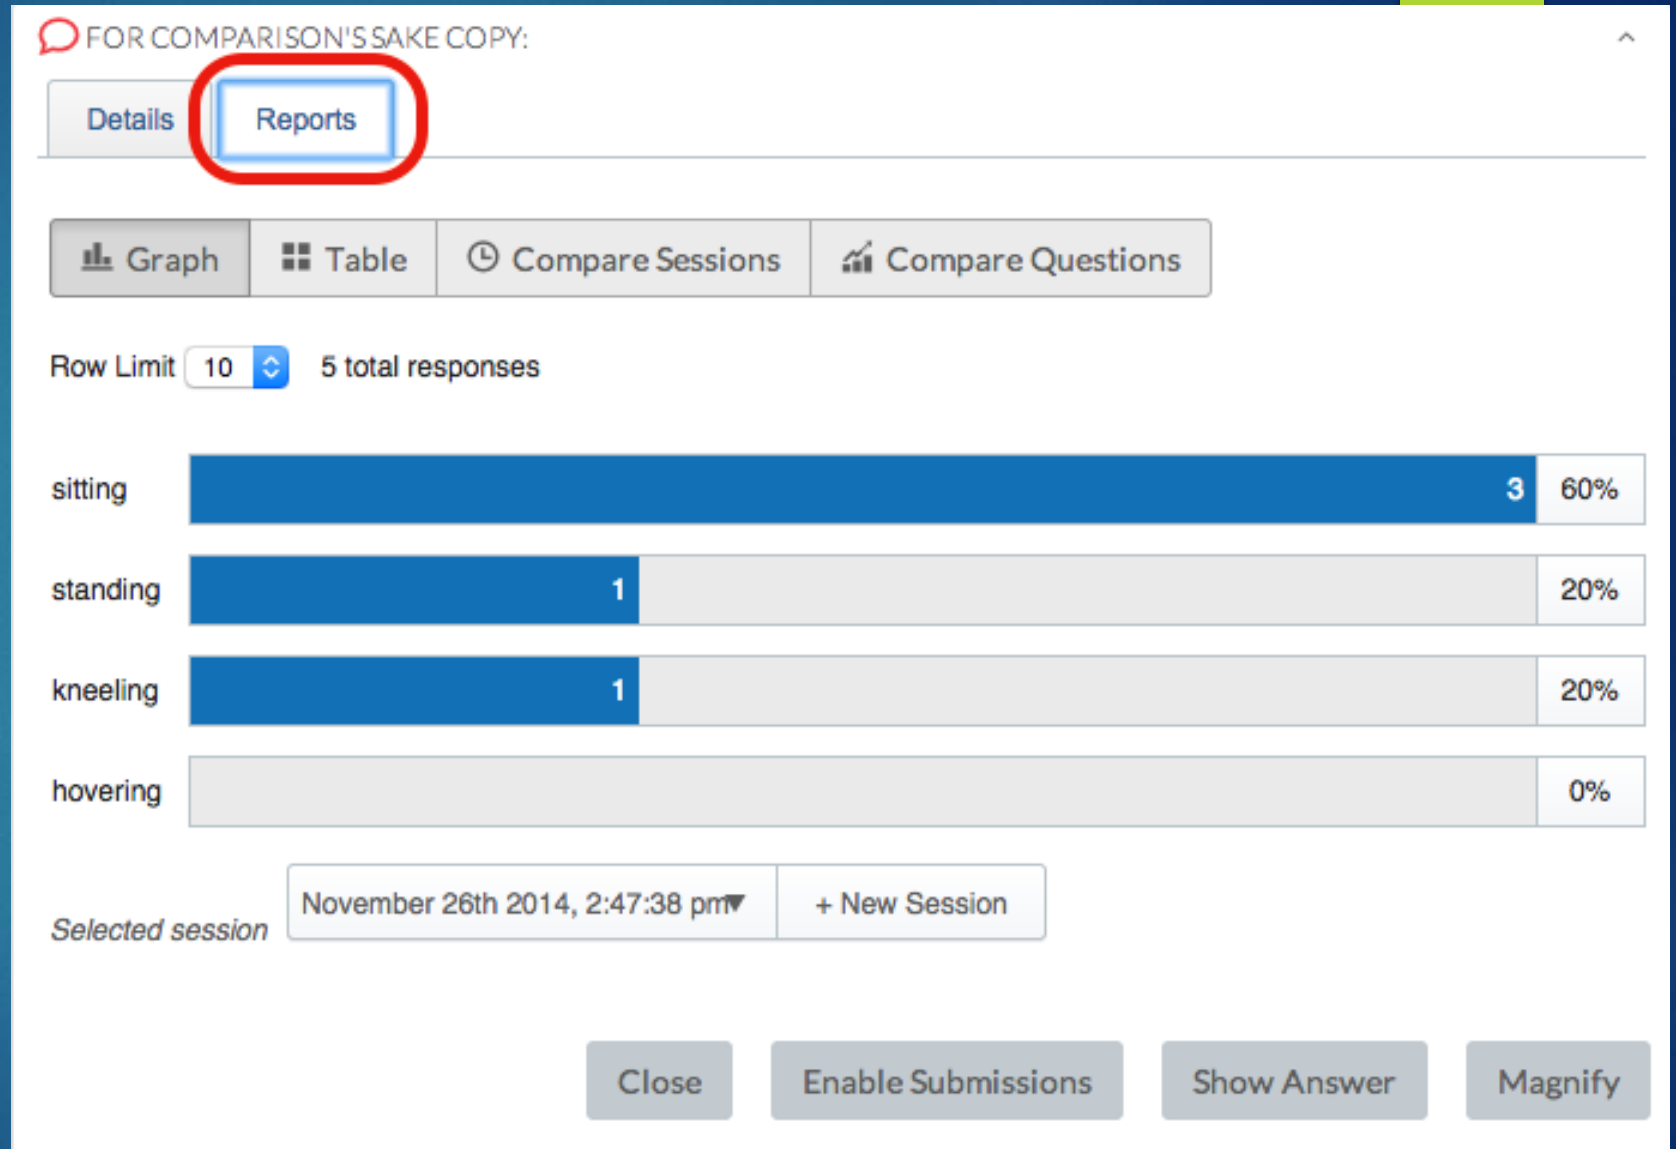 FOR COMPARISON'S SAKE COPY:
Details Reports
Graph Table Compare Sessions Compare Questions
Row Limit 10 5 total responses
sitting 3 60%
standing 1 20%
kneeling 1 20%
hovering 0%
Selected session November 26th 2014, 2:47:38 pm + New Session
Close Enable Submissions Show Answer Magnify